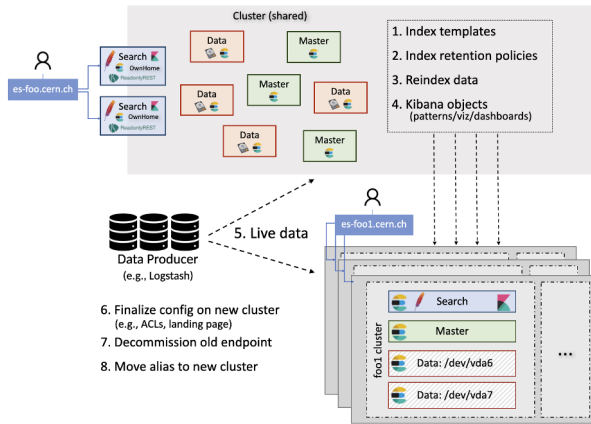 Cluster (shared)
es-foo.cern.ch
Search
OwnHome
ReadonlyREST
Search
OwnHome
ReadonlyREST
Data
Master
Data
Master
Data
Data
Master
1. Index templates
2. Index retention policies
3. Reindex data
4. Kibana objects
(patterns/viz/dashboards)
Data Producer
(e.g., Logstash)
5. Live data
es-foo1.cern.ch
6. Finalize config on new cluster
(e.g., ACLs, landing page)
7. Decommission old endpoint
8. Move alias to new cluster
foo1 cluster
Search
Master
Data: /dev/vda6
Data: /dev/vda7
...